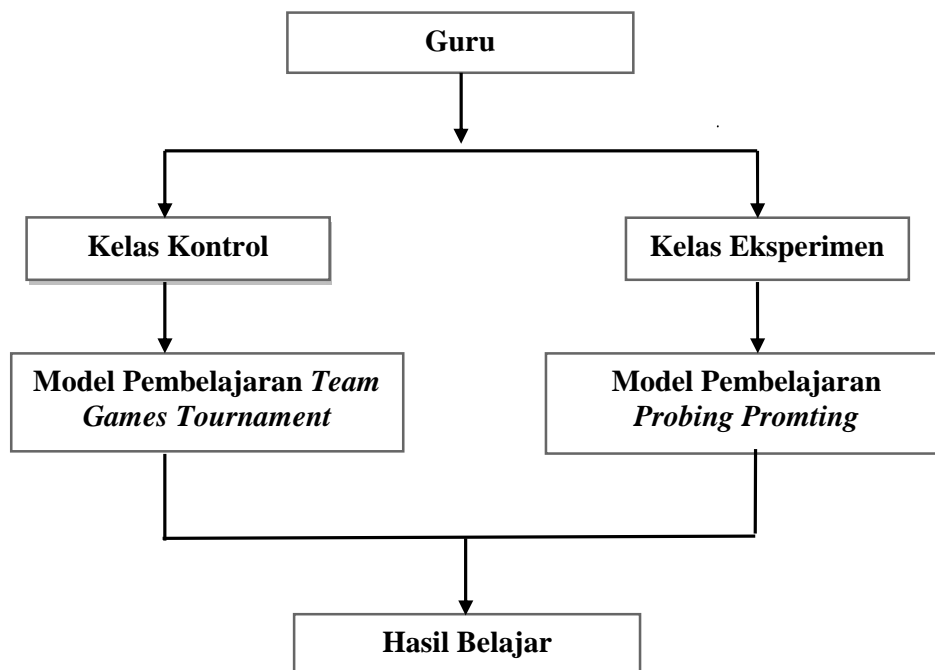 Guru
Kelas Kontrol
Kelas Eksperimen
Model Pembelajaran Team
Games Tournament
Model Pembelajaran
Probing Promting
Hasil Belajar